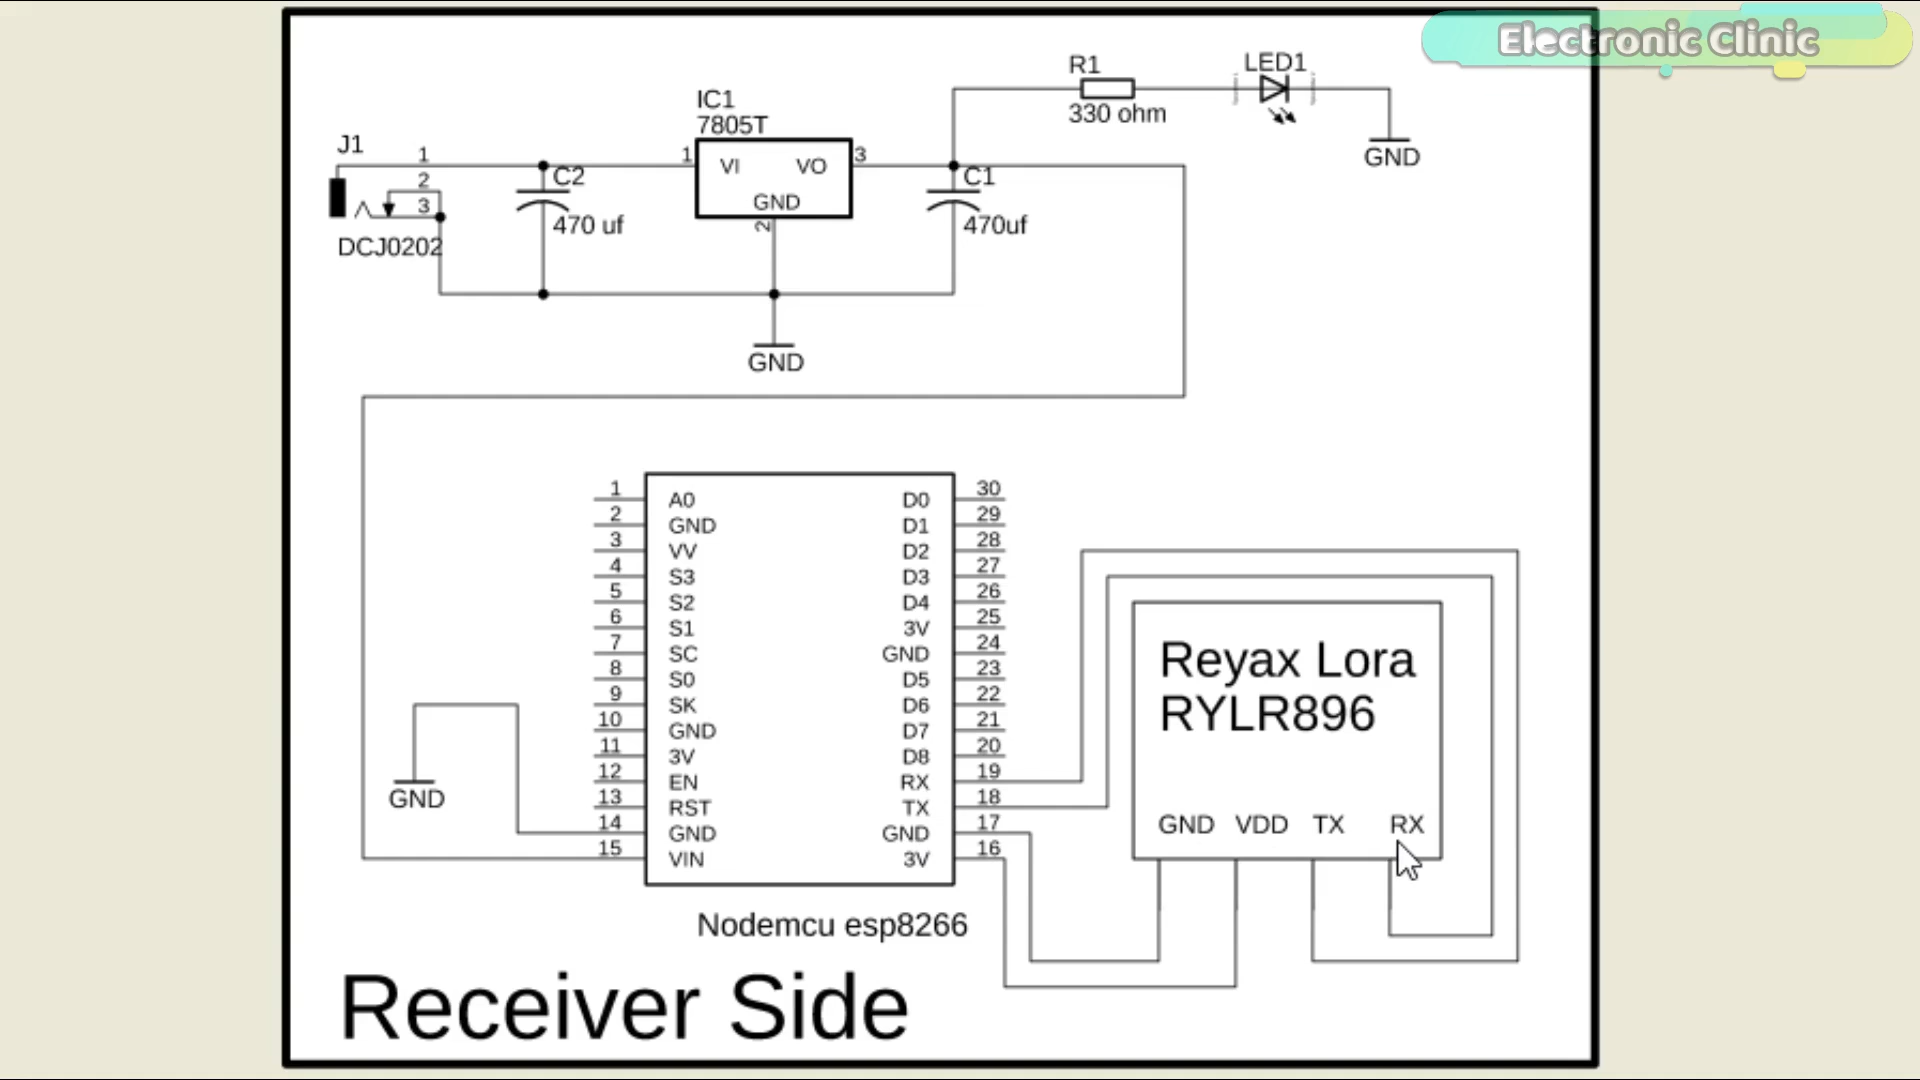 Electronic Clinic
R1
330 ohm
LED1
GND
IC1
7805T
J1
1
2
3
DCJ0202
C2
470 uf
1
VI
VO
3
GND
2
C1
470uf
GND
1 A0 D0 30
2 GND D1 29
3 VV D2 28
4 S3 D3 27
5 S2 D4 26
6 S1 3V 25
7 SC GND 24
8 S0 D5 23
9 SK D6 22
10 GND D7 21
11 3V D8 20
12 EN RX 19
13 RST TX 18
14 GND GND 17
15 VIN 3V 16
GND
Nodemcu esp8266
Reyax Lora
RYLR896
GND VDD TX RX
Receiver Side